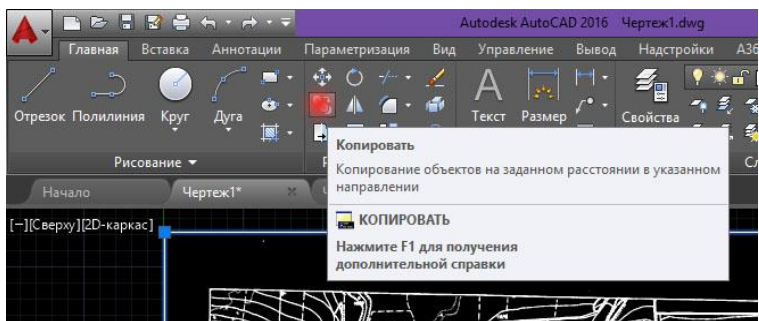 Autodesk AutoCAD 2016 Чертеж1.dwg
Главная Вставка Аннотации Параметризация Вид Управление Вывод Надстройки
Отрезок Полилиния Круг Дуга Текст Размер Свойства
Рисование
Начало Чертеж1*
[−][Сверху][2D-каркас]
Копировать
Копирование объектов на заданном расстоянии в указанном
направлении
КОПИРОВАТЬ
Нажмите F1 для получения
дополнительной справки